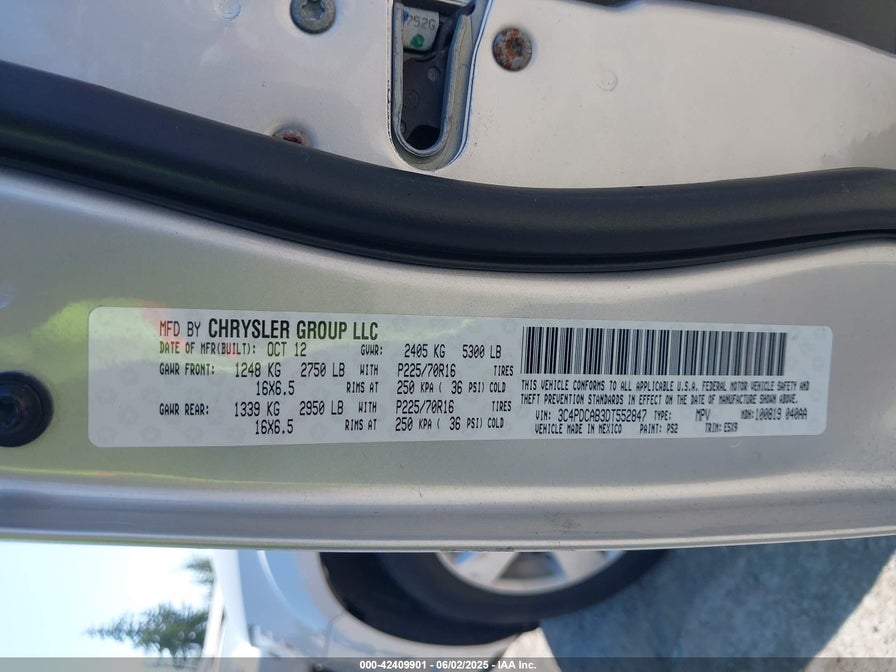 752G
MFD BY CHRYSLER GROUP LLC
DATE OF MFR(BUILT): OCT 12 GVWR: 2405 KG 5300 LB
GAWR FRONT: 1248 KG 2750 LB WITH P225/70R16 TIRES
16X6.5 RIMS AT 250 KPA ( 36 PSI) COLD
GAWR REAR: 1339 KG 2950 LB WITH P225/70R16 TIRES
16X6.5 RIMS AT 250 KPA ( 36 PSI) COLD
THIS VEHICLE CONFORMS TO ALL APPLICABLE U.S.A. FEDERAL MOTOR VEHICLE SAFETY AND
THEFT PREVENTION STANDARDS IN EFFECT ON THE DATE OF MANUFACTURE SHOWN ABOVE.
VIN: 3C4PDCAB3DT552847 TYPE: MPV MDH: 100819 040AA
VEHICLE MADE IN MEXICO PAINT: PS2 TRIM: E5X9
000-42409901 - 06/02/2025 - IAA Inc.